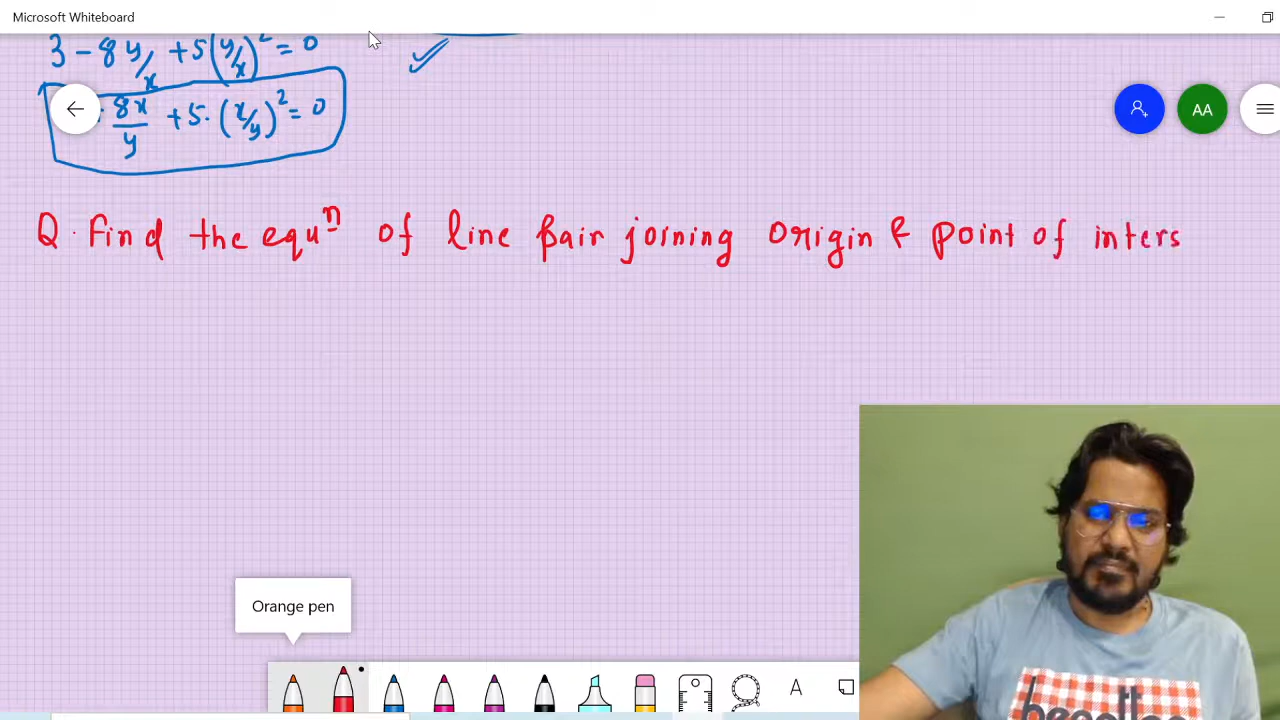 Microsoft Whiteboard
3 - 8 y/x + 5 (y/x)² = 0
8x/y + 5 · (x/y)² = 0
AA
Q. Find the equⁿ of line pair joining origin & point of inters
Orange pen
A